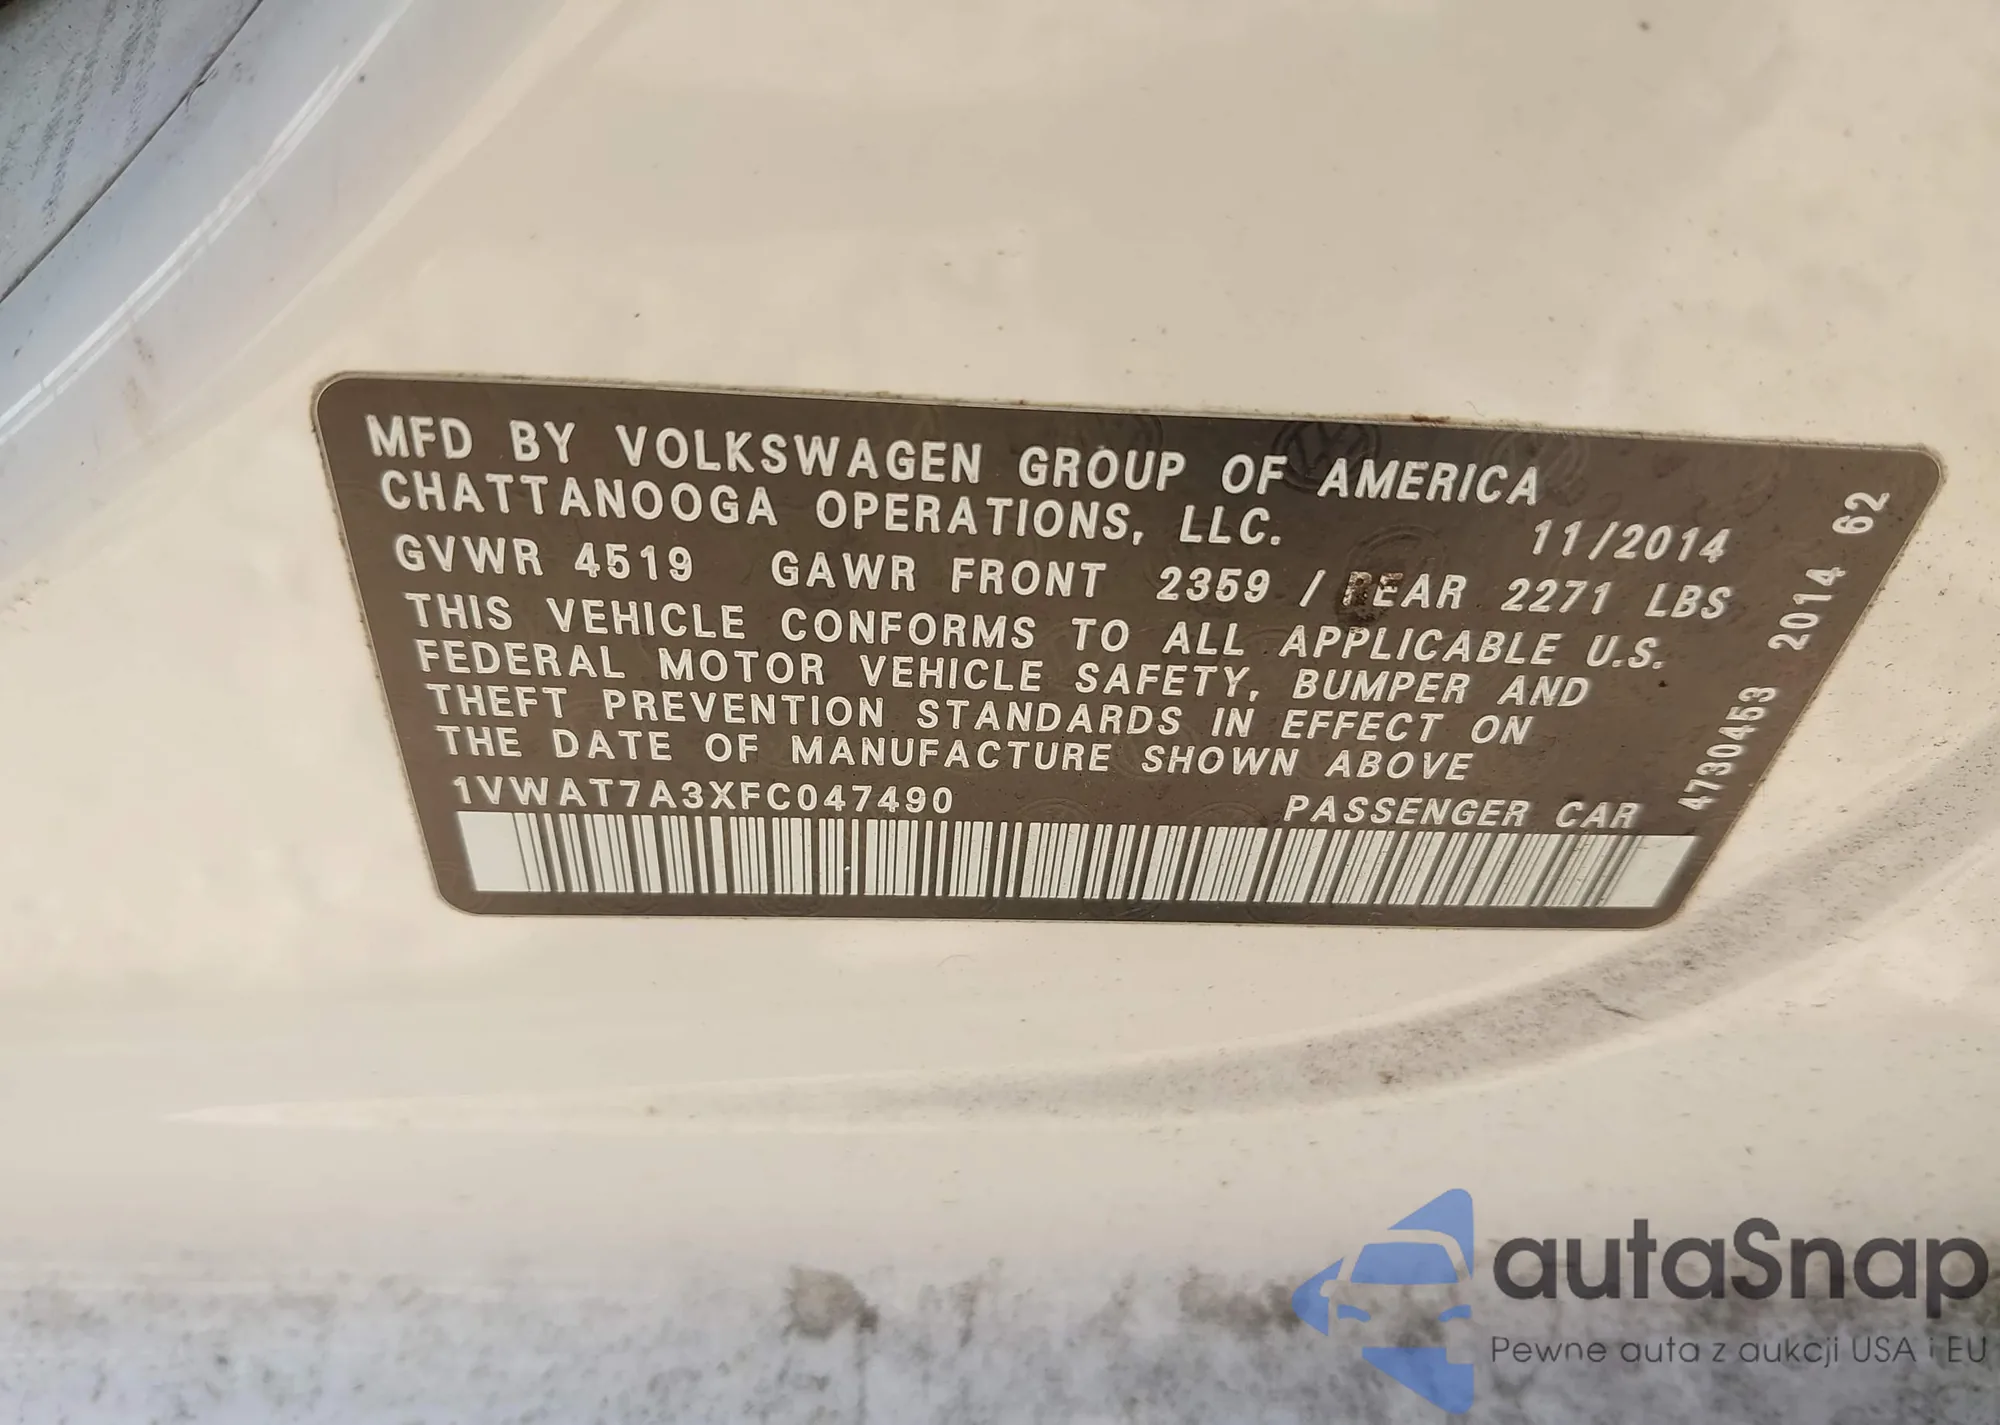 MFD BY VOLKSWAGEN GROUP OF AMERICA
CHATTANOOGA OPERATIONS, LLC. 11/2014
GVWR 4519 GAWR FRONT 2359 / REAR 2271 LBS
THIS VEHICLE CONFORMS TO ALL APPLICABLE U.S.
FEDERAL MOTOR VEHICLE SAFETY, BUMPER AND
THEFT PREVENTION STANDARDS IN EFFECT ON
THE DATE OF MANUFACTURE SHOWN ABOVE
1VWAT7A3XFC047490 PASSENGER CAR
4730453 2014 62
autaSnap
Pewne auta z aukcji USA i EU